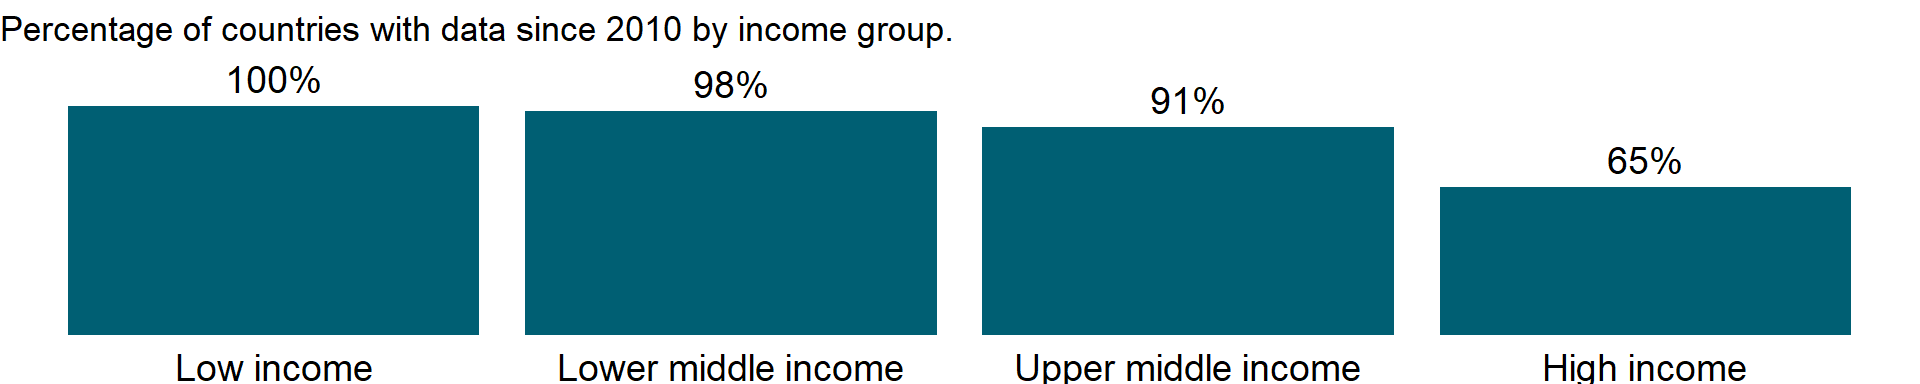 Percentage of countries with data since 2010 by income group.
100%
98%
91%
65%
Low income
Lower middle income
Upper middle income
High income